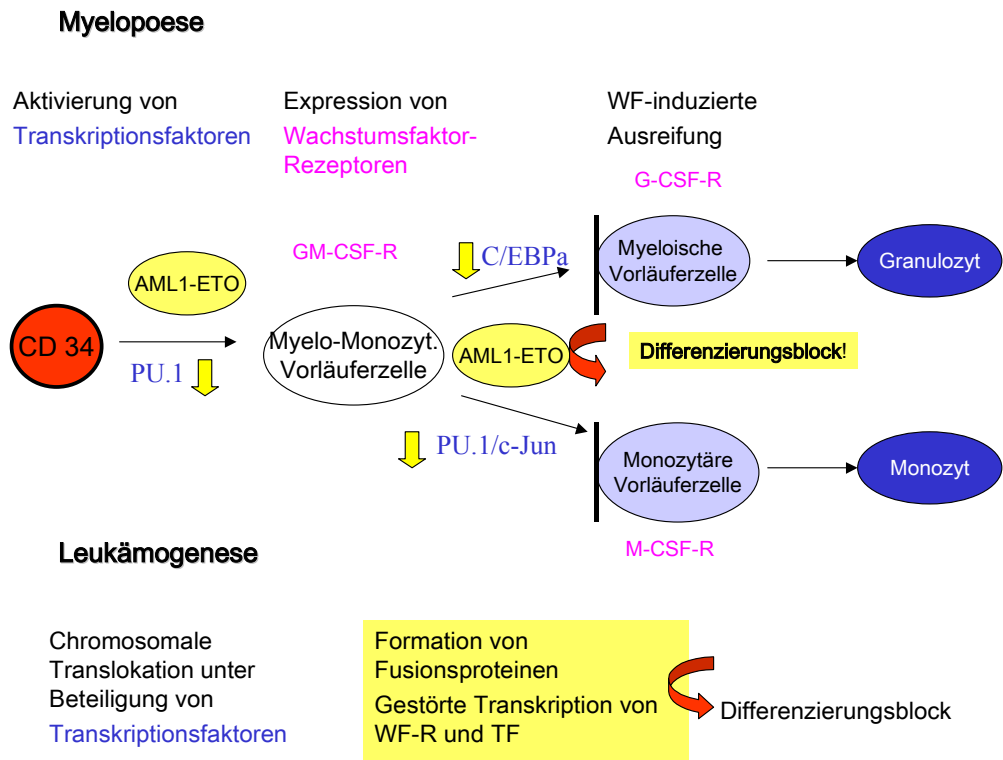 Myelopoese
Aktivierung von
Transkriptionsfaktoren
Expression von
Wachstumsfaktor-
Rezeptoren
WF-induzierte
Ausreifung
G-CSF-R
GM-CSF-R
C/EBPa
Myeloische
Vorläuferzelle
Granulozyt
AML1-ETO
CD 34
PU.1
Myelo-Monozyt.
Vorläuferzelle
AML1-ETO
Differenzierungsblock!
PU.1/c-Jun
Monozytäre
Vorläuferzelle
Monozyt
M-CSF-R
Leukämogenese
Chromosomale
Translokation unter
Beteiligung von
Transkriptionsfaktoren
Formation von
Fusionsproteinen
Gestörte Transkription von
WF-R und TF
Differenzierungsblock